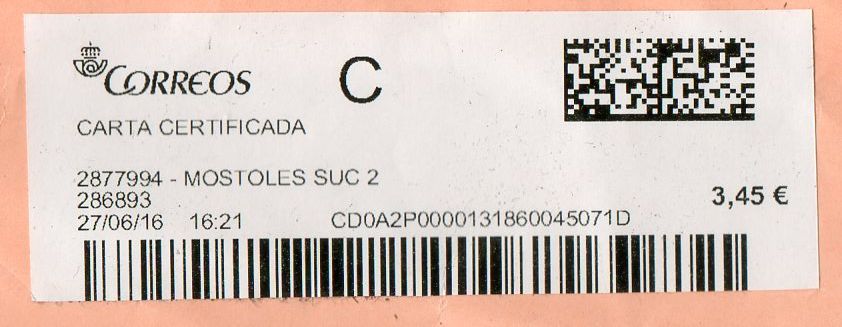 CORREOS
C
CARTA CERTIFICADA
2877994 - MOSTOLES SUC 2
286893
3,45 €
27/06/16 16:21 CD0A2P0000131860045071D